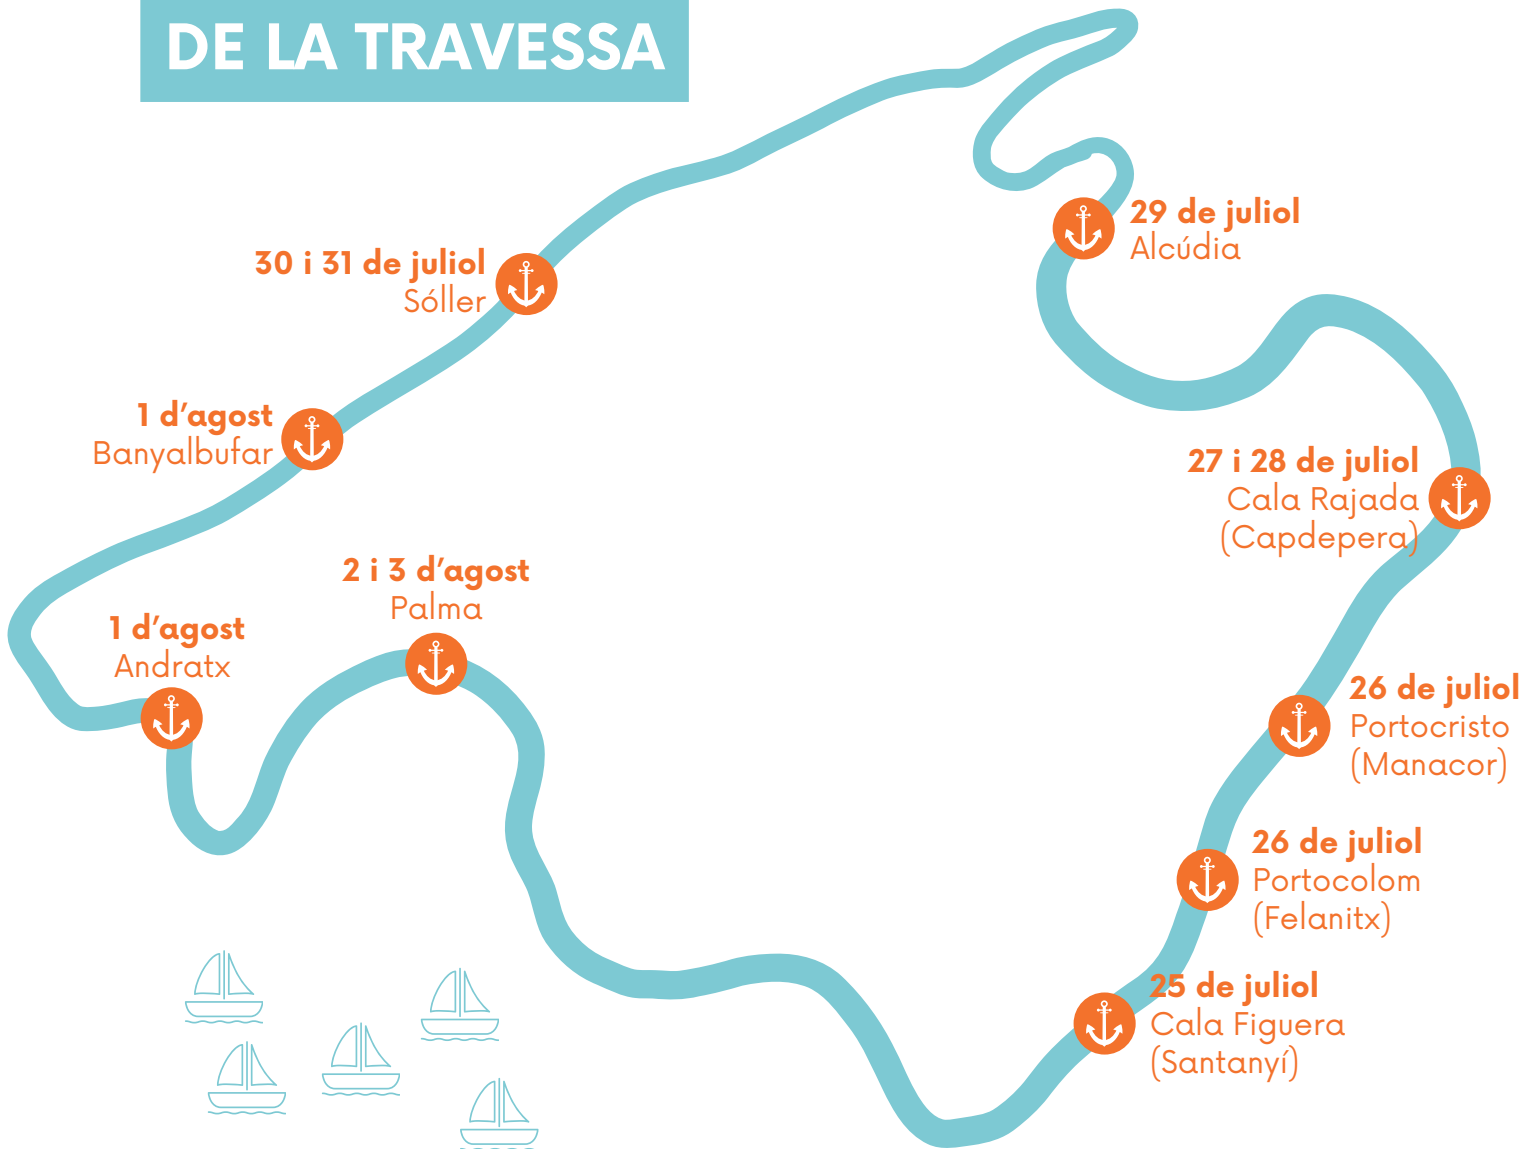 DE LA TRAVESSA
29 de juliol
Alcúdia
30 i 31 de juliol
Sóller
1 d’agost
Banyalbufar
27 i 28 de juliol
Cala Rajada
(Capdepera)
2 i 3 d’agost
Palma
1 d’agost
Andratx
26 de juliol
Portocristo
(Manacor)
26 de juliol
Portocolom
(Felanitx)
25 de juliol
Cala Figuera
(Santanyí)